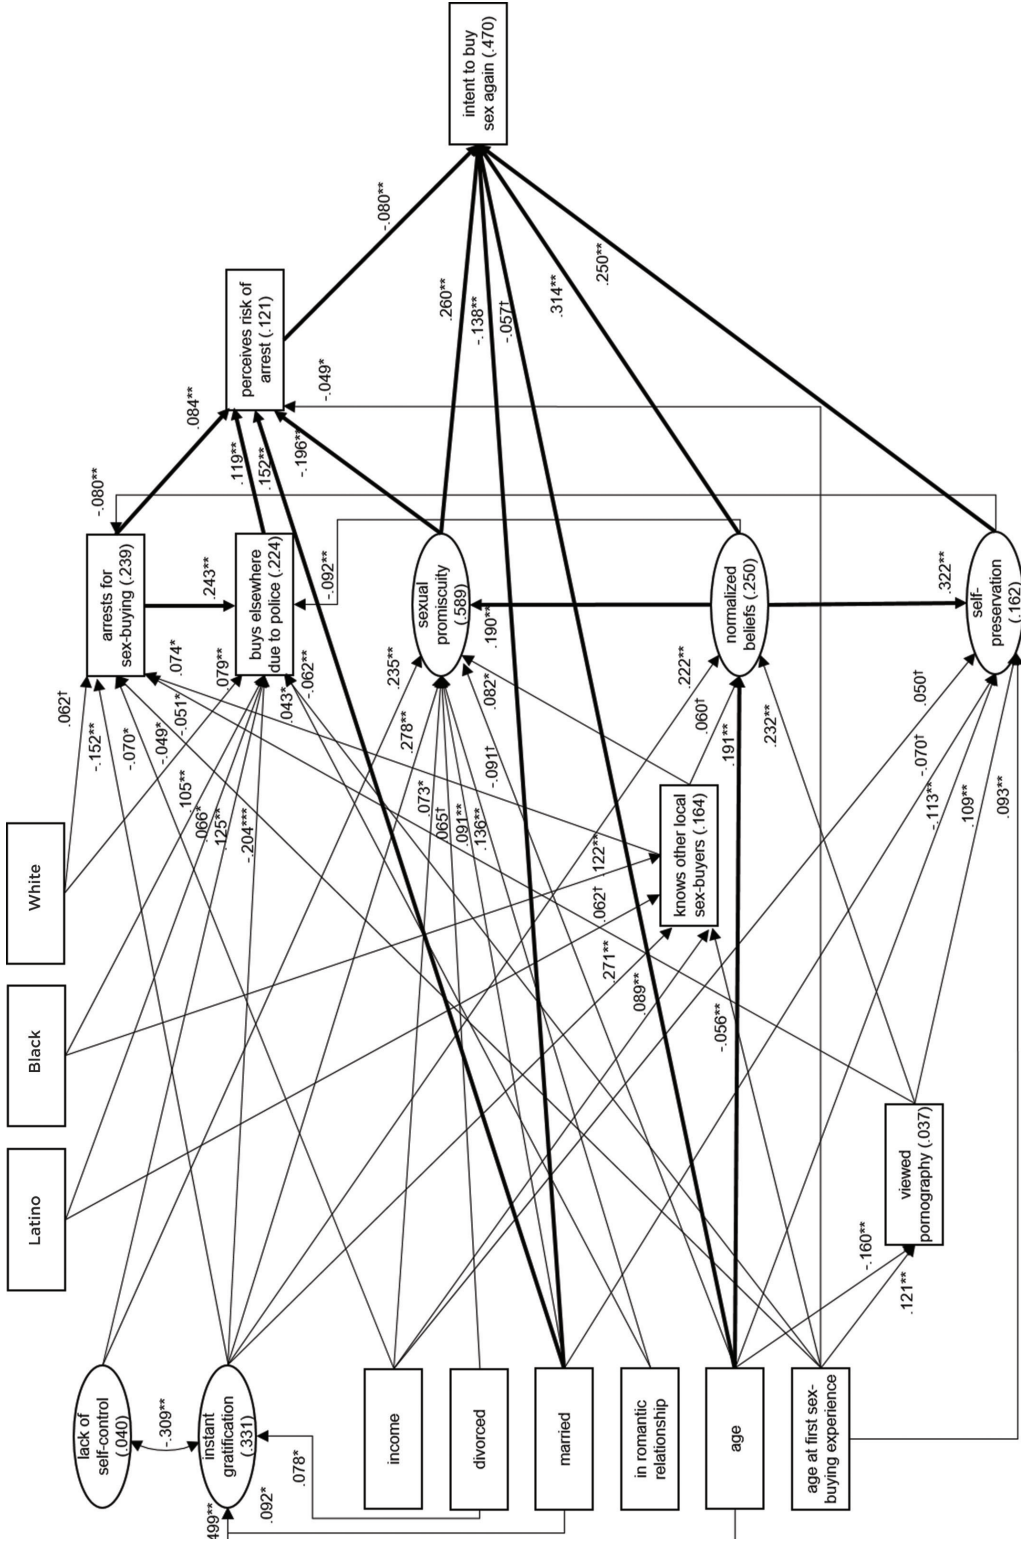 intent to buy
sex again (.470)
-.080**
.260**
-.138**
-.057†
.314**
.250**
perceives risk of
arrest (.121)
-.049*
.084**
.119**
.152**
-.196**
-.080**
arrests for
sex-buying (.239)
.243**
buys elsewhere
due to police (.224)
-.092**
sexual
promiscuity
(.589)
.190**
normalized
beliefs (.250)
.322**
self-
preservation
(.162)
.062†
-.152**
-.070*
-.049*
-.051*
.074*
.079**
.043*
-.062**
.105**
.066*
.125**
-.204***
.235**
.278**
.073*
.065†
.091**
.136**
-.091†
.082*
.222**
.060†
.191**
.232**
.050†
-.070†
-.113**
.109**
.093**
knows other local
sex-buyers (.164)
.122**
.062†
.271**
.089**
-.056**
White
Black
Latino
viewed
pornography (.037)
-.160**
.121**
lack of
self-control
(.040)
-.309**
instant
gratification
(.331)
.078*
.092*
499**
income
divorced
married
in romantic
relationship
age
age at first sex-
buying experience